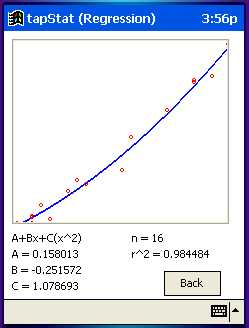 tapStat (Regression) 3:56p
A+Bx+C(x^2) n = 16
A = 0.158013 r^2 = 0.984484
B = -0.251572
C = 1.078693
Back